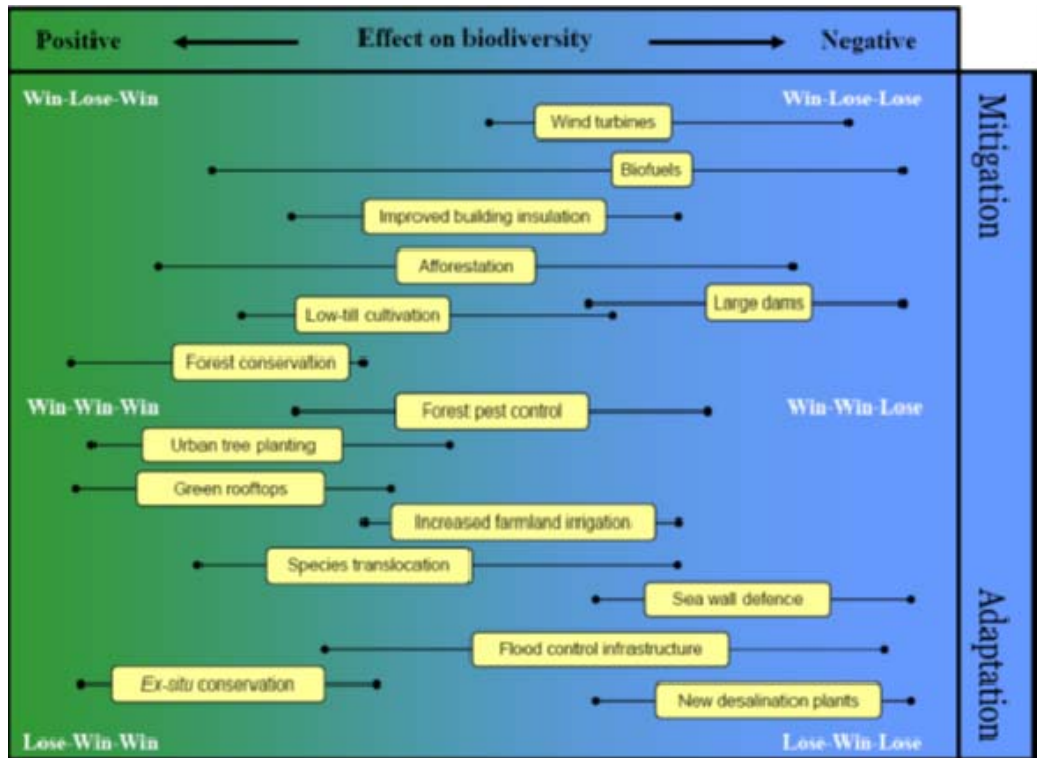 Positive Effect on biodiversity Negative
Win-Lose-Win Win-Lose-Lose
Mitigation
Wind turbines
Biofuels
Improved building insulation
Afforestation
Large dams
Low-till cultivation
Forest conservation
Win-Win-Win Forest pest control Win-Win-Lose
Urban tree planting
Green rooftops
Increased farmland irrigation
Species translocation
Adaptation
Sea wall defence
Flood control infrastructure
Ex-situ conservation
New desalination plants
Lose-Win-Win Lose-Win-Lose